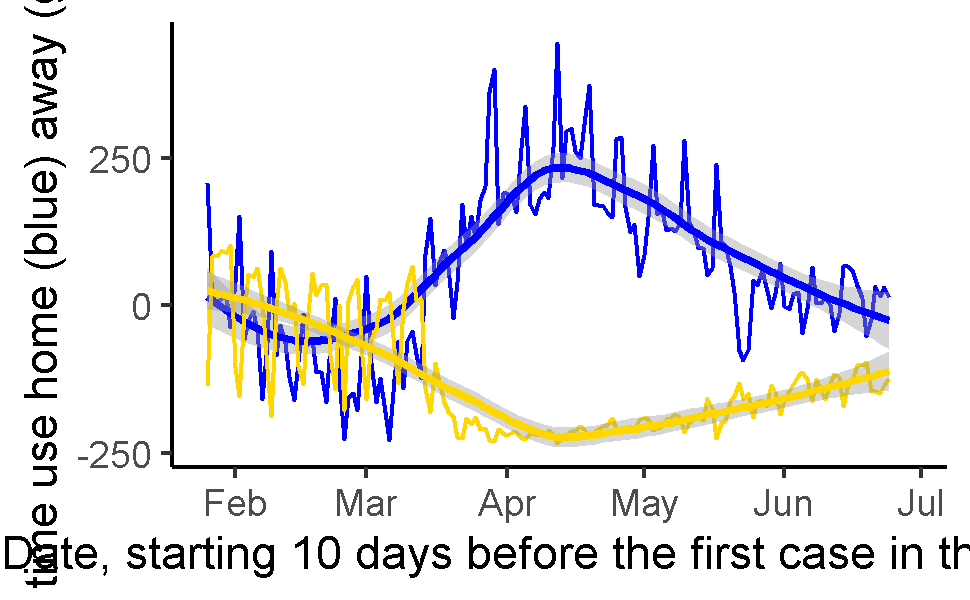 time use home (blue) away (
250
0
-250
Feb Mar Apr May Jun Jul
Date, starting 10 days before the first case in th